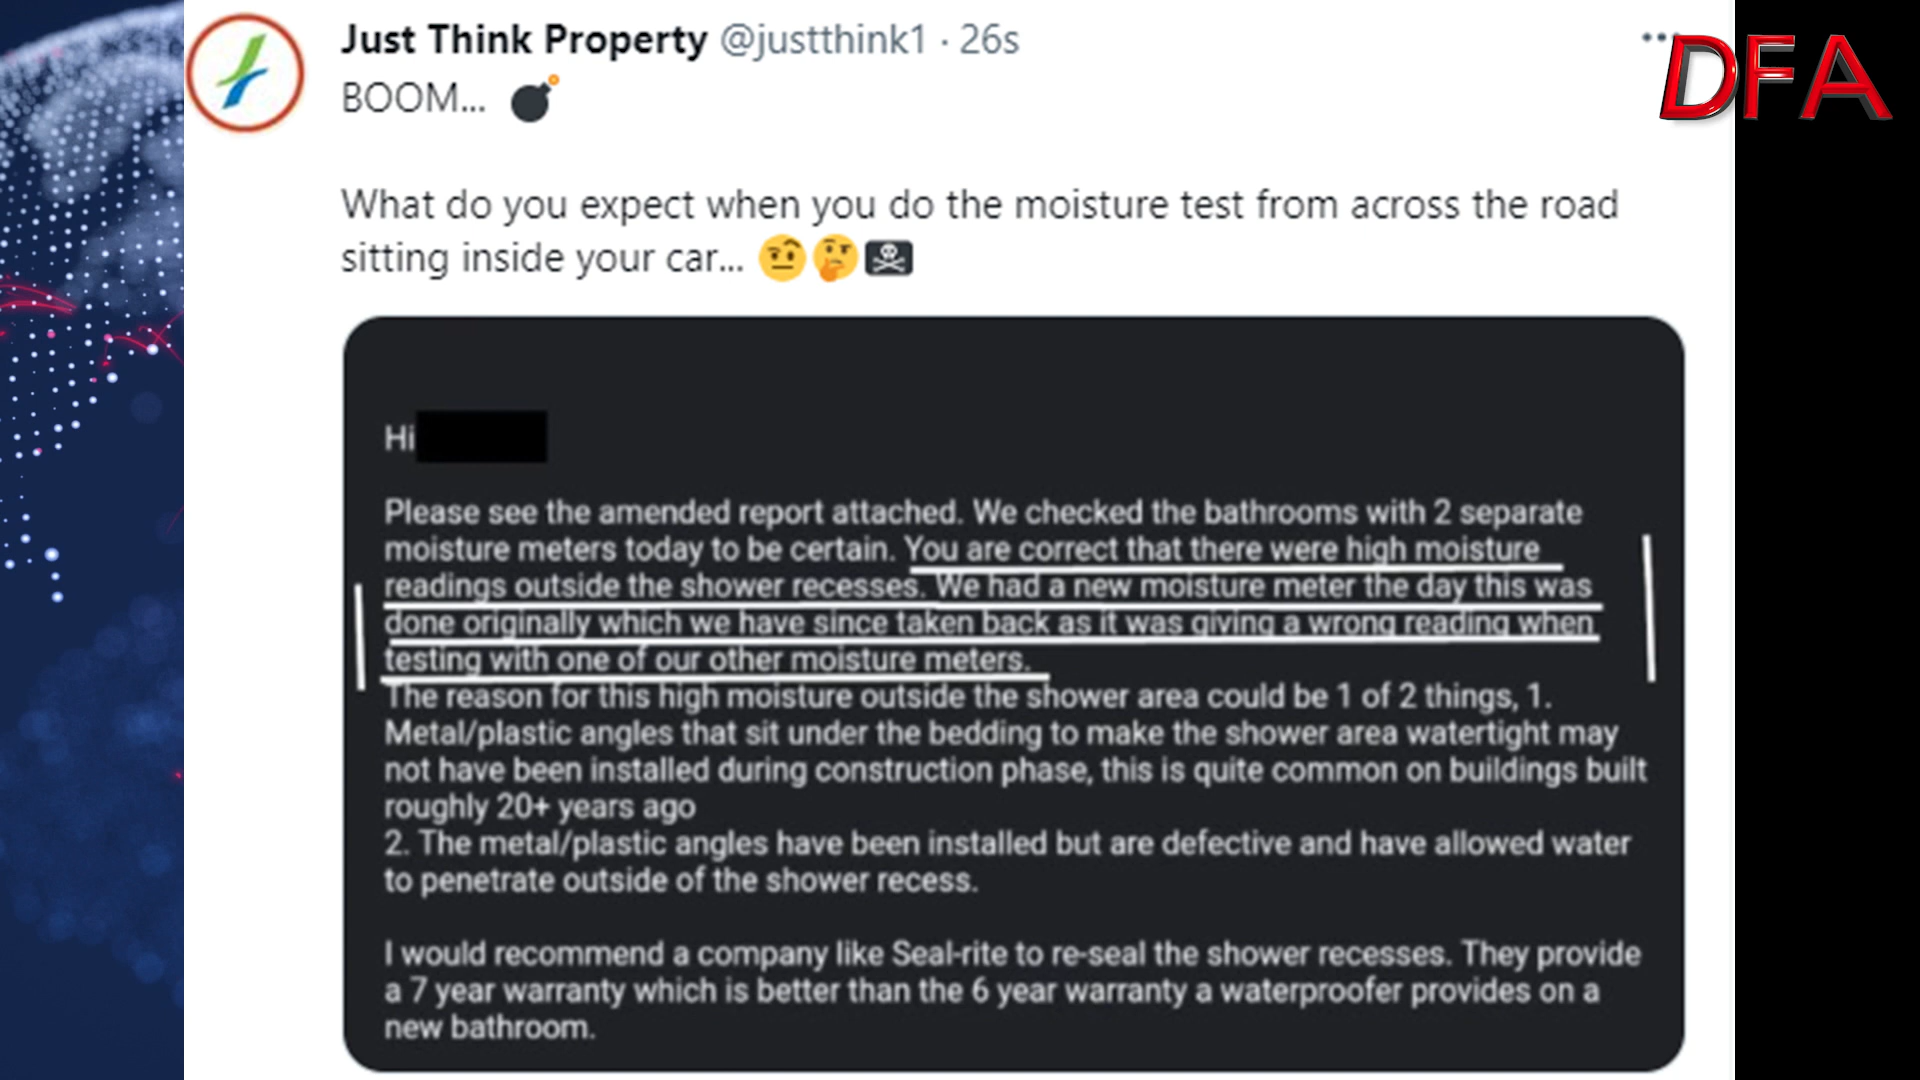 Just Think Property @justthink1 · 26s
DFA
BOOM... 💣
What do you expect when you do the moisture test from across the road
sitting inside your car... 🤨🤔🏴‍☠️
Hi
Please see the amended report attached. We checked the bathrooms with 2 separate
moisture meters today to be certain. You are correct that there were high moisture
readings outside the shower recesses. We had a new moisture meter the day this was
done originally which we have since taken back as it was giving a wrong reading when
testing with one of our other moisture meters.
The reason for this high moisture outside the shower area could be 1 of 2 things, 1.
Metal/plastic angles that sit under the bedding to make the shower area watertight may
not have been installed during construction phase, this is quite common on buildings built
roughly 20+ years ago
2. The metal/plastic angles have been installed but are defective and have allowed water
to penetrate outside of the shower recess.
I would recommend a company like Seal-rite to re-seal the shower recesses. They provide
a 7 year warranty which is better than the 6 year warranty a waterproofer provides on a
new bathroom.